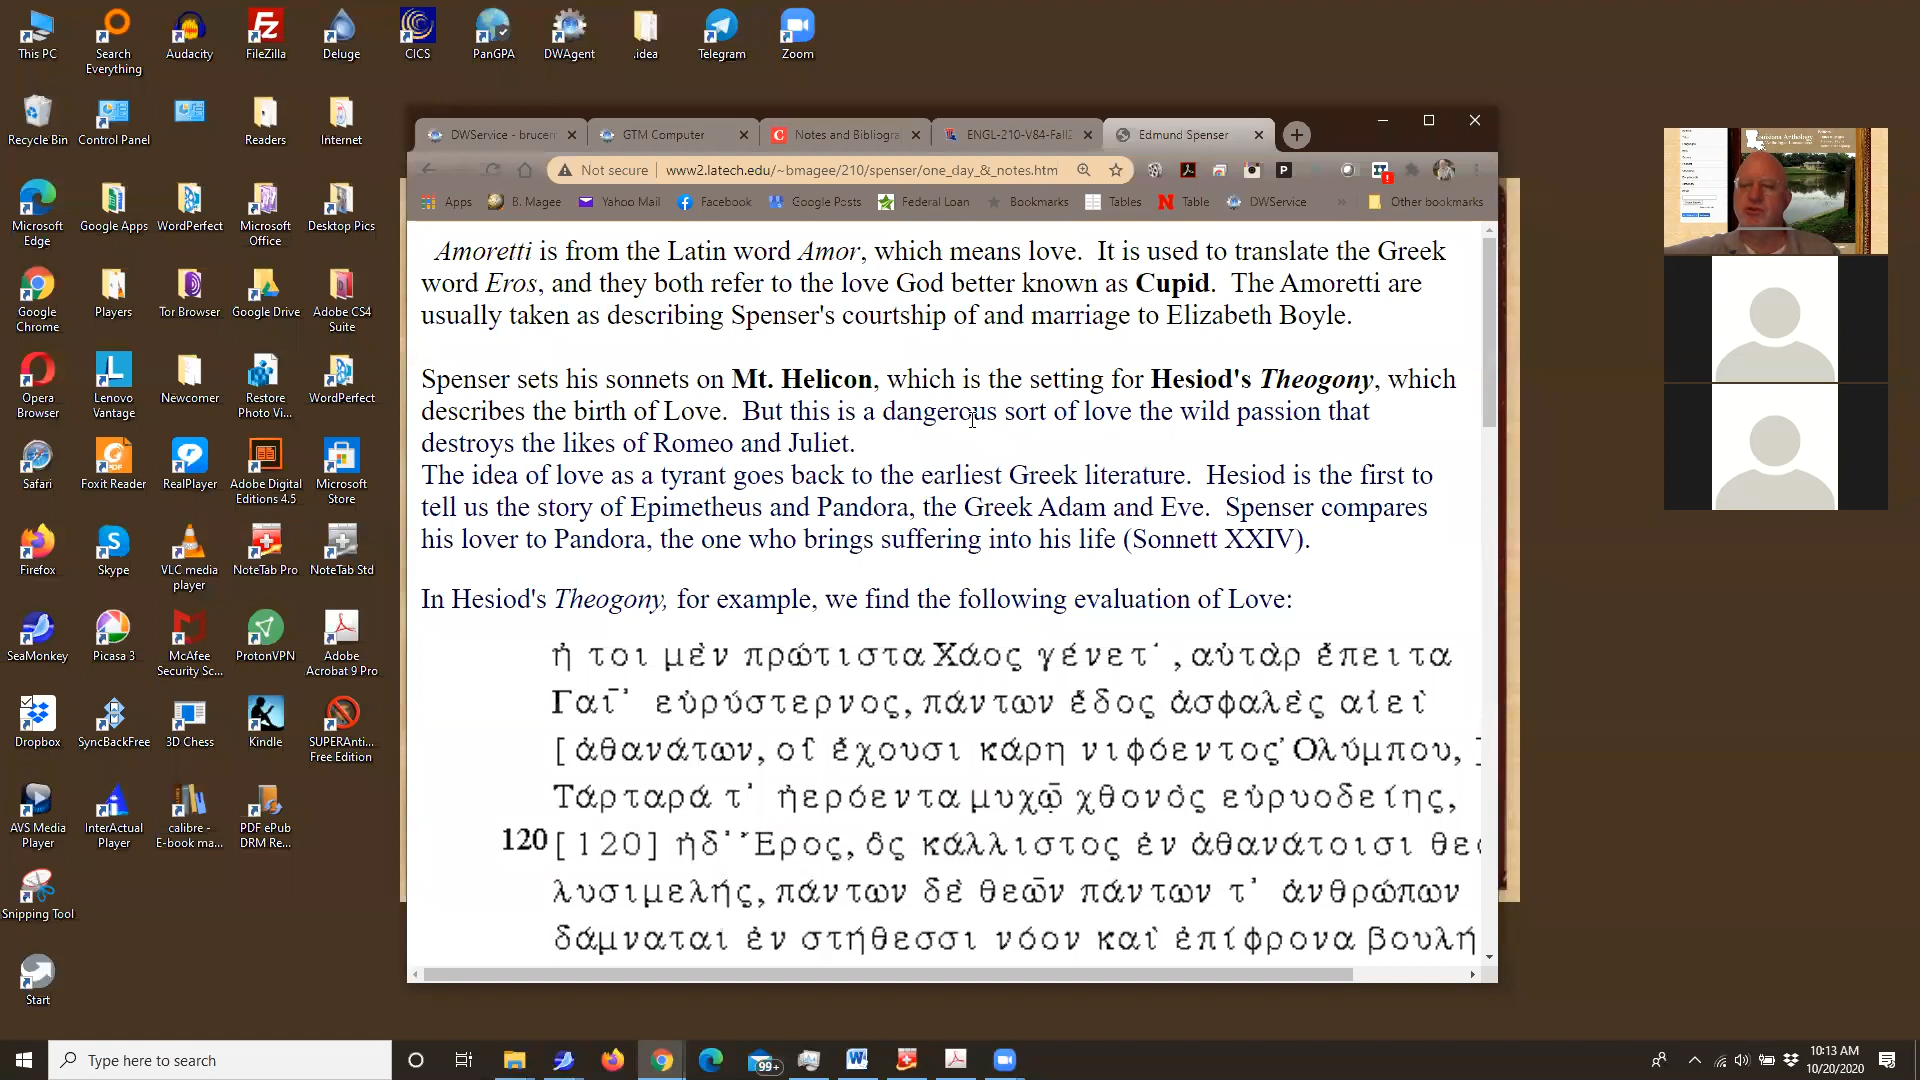 This PC
Search Everything
Audacity
FileZilla
Deluge
CICS
PanGPA
DWAgent
.idea
Telegram
Zoom
Recycle Bin
Control Panel
Readers
Internet
Microsoft Edge
Google Apps
WordPerfect
Microsoft Office
Desktop Pics
Google Chrome
Players
Tor Browser
Google Drive
Adobe CS4 Suite
Opera Browser
Lenovo Vantage
Newcomer
Restore Photo Vi...
WordPerfect
Safari
Foxit Reader
RealPlayer
Adobe Digital Editions 4.5
Microsoft Store
Firefox
Skype
VLC media player
NoteTab Pro
NoteTab Std
SeaMonkey
Picasa 3
McAfee Security Sc...
ProtonVPN
Adobe Acrobat 9 Pro
Dropbox
SyncBackFree
3D Chess
Kindle
SUPERAnti... Free Edition
AVS Media Player
InterActual Player
calibre - E-book ma...
PDF ePub DRM Re...
Snipping Tool
Start
DWService - brucer
GTM Computer
Notes and Bibliogra
ENGL-210-V84-Fall2
Edmund Spenser
Not secure www2.latech.edu/~bmagee/210/spenser/one_day_&_notes.htm
Apps B. Magee Yahoo Mail Facebook Google Posts Federal Loan Bookmarks Tables Table DWService » Other bookmarks
Amoretti is from the Latin word Amor, which means love. It is used to translate the Greek
word Eros, and they both refer to the love God better known as Cupid. The Amoretti are
usually taken as describing Spenser's courtship of and marriage to Elizabeth Boyle.
Spenser sets his sonnets on Mt. Helicon, which is the setting for Hesiod's Theogony, which
describes the birth of Love. But this is a dangerous sort of love the wild passion that
destroys the likes of Romeo and Juliet.
The idea of love as a tyrant goes back to the earliest Greek literature. Hesiod is the first to
tell us the story of Epimetheus and Pandora, the Greek Adam and Eve. Spenser compares
his lover to Pandora, the one who brings suffering into his life (Sonnett XXIV).
In Hesiod's Theogony, for example, we find the following evaluation of Love:
ἠ τοι μὲν πρώτιστα Χάος γένετ᾽, αὐτὰρ ἔπειτα
Γαῖ᾽ εὐρύστερνος, πάντων ἕδος ἀσφαλὲς αἰεὶ
[ἀθανάτων, οἳ ἔχουσι κάρη νιφόεντος Ὀλύμπου, ]
Τάρταρά τ᾽ ἠερόεντα μυχῷ χθονὸς εὐρυοδείης,
120 [120] ἠδ᾽ Ἔρος, ὃς κάλλιστος ἐν ἀθανάτοισι θε
λυσιμελής, πάντων δὲ θεῶν πάντων τ᾽ ἀνθρώπων
δάμναται ἐν στήθεσσι νόον καὶ ἐπίφρονα βουλή
Type here to search
99+
10:13 AM
10/20/2020